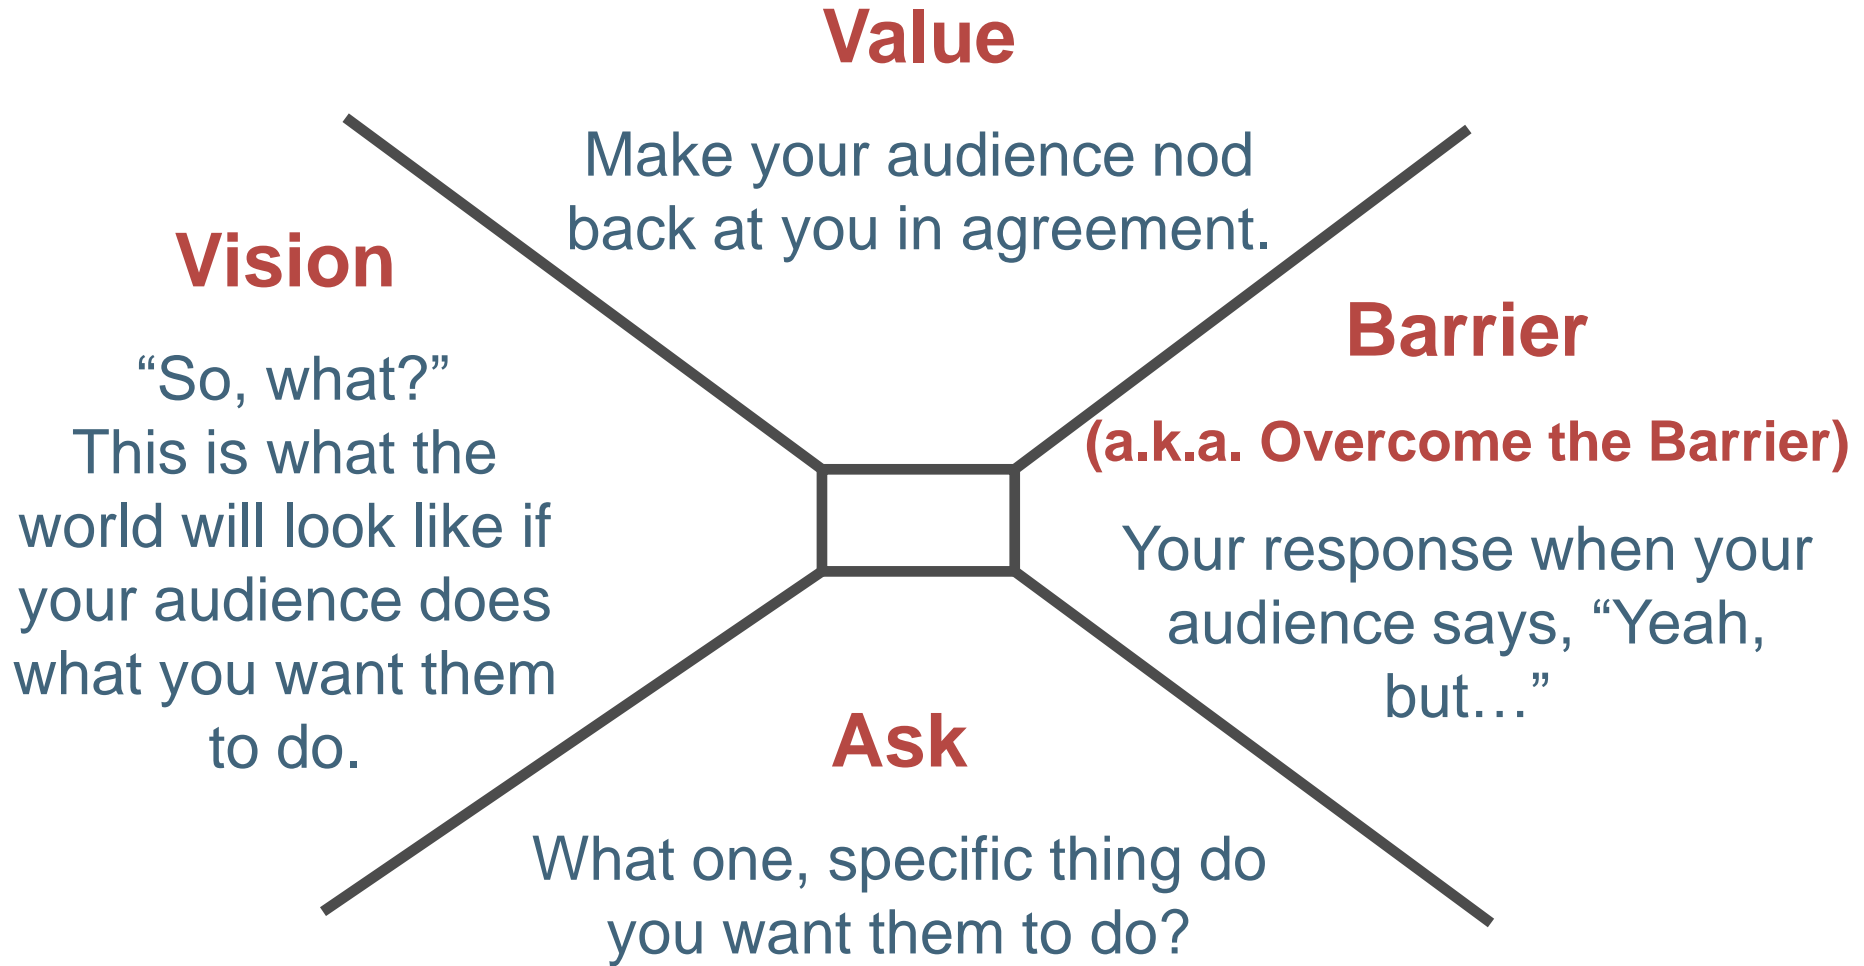 Value
Make your audience nod
back at you in agreement.
Barrier
(a.k.a. Overcome the Barrier)
Your response when your
audience says, “Yeah,
but…”
Ask
What one, specific thing do
you want them to do?
Vision
“So, what?”
This is what the
world will look like if
your audience does
what you want them
to do.